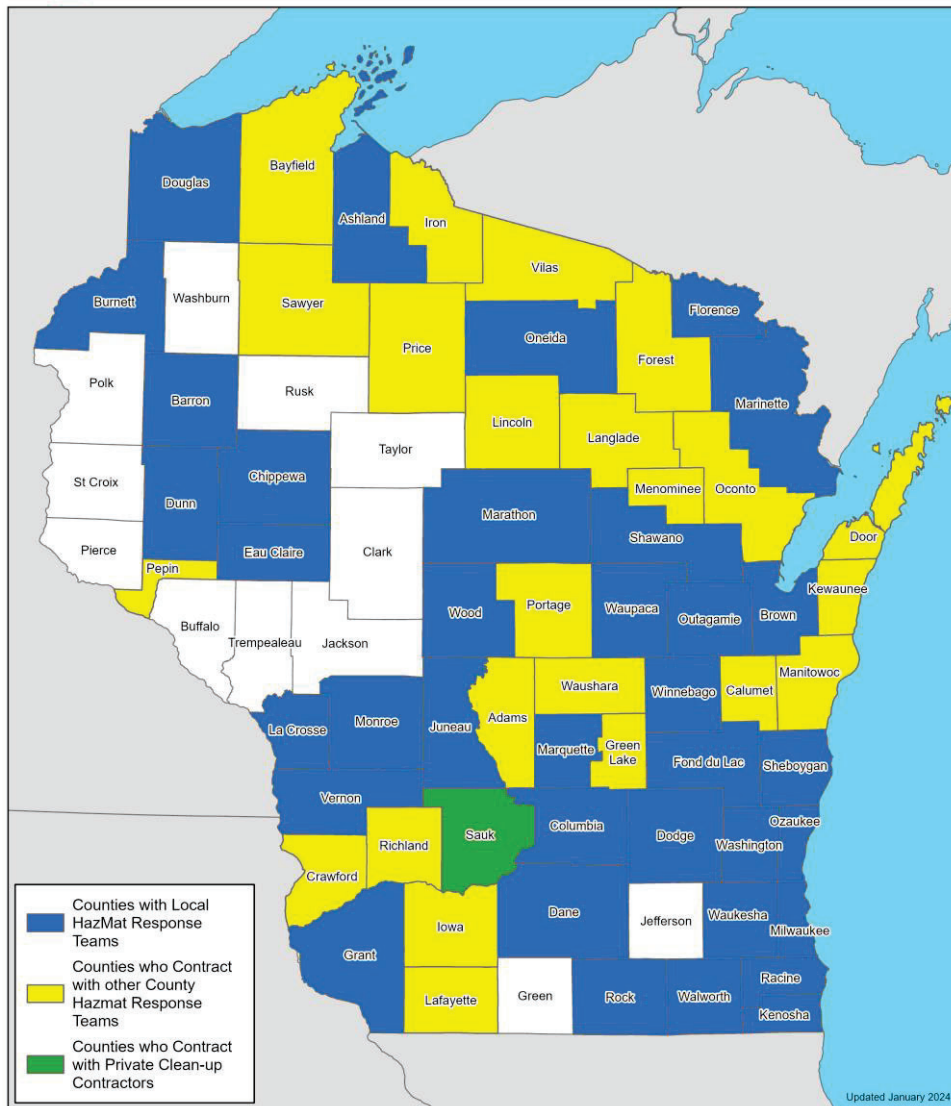 Bayfield
Douglas
Ashland
Iron
Vilas
Washburn
Burnett
Sawyer
Florence
Oneida
Price
Forest
Polk
Rusk
Barron
Marinette
Lincoln
Langlade
Taylor
Chippewa
St Croix
Menominee
Oconto
Dunn
Marathon
Shawano
Door
Eau Claire
Clark
Pierce
Pepin
Kewaunee
Portage
Wood
Waupaca
Outagamie
Brown
Buffalo
Trempealeau
Jackson
Manitowoc
Waushara
Winnebago
Calumet
Adams
La Crosse
Monroe
Juneau
Marquette
Green
Lake
Fond du Lac
Sheboygan
Vernon
Columbia
Ozaukee
Sauk
Dodge
Washington
Richland
Crawford
Dane
Jefferson
Waukesha
Iowa
Milwaukee
Grant
Racine
Lafayette
Green
Rock
Walworth
Kenosha
Counties with Local
HazMat Response
Teams
Counties who Contract
with other County
Hazmat Response
Teams
Counties who Contract
with Private Clean-up
Contractors
Updated January 2024